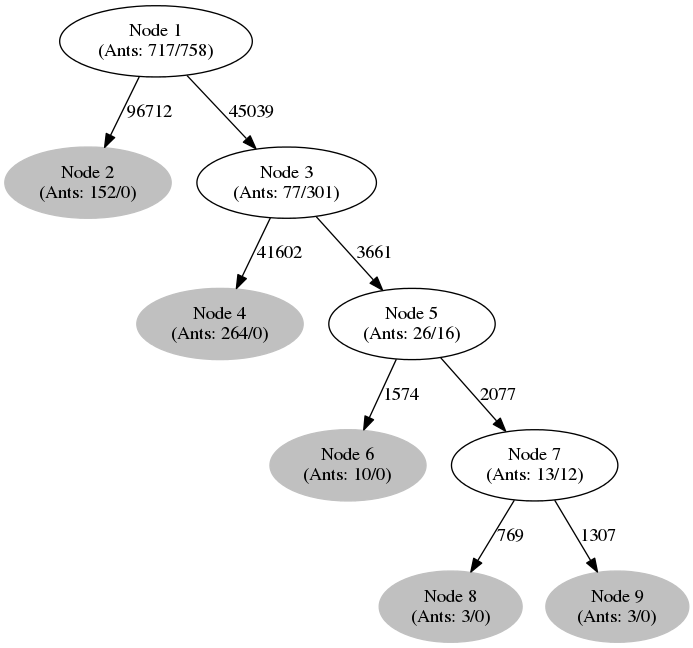 Node 1
(Ants: 717/758)
96712
45039
Node 2
(Ants: 152/0)
Node 3
(Ants: 77/301)
41602
3661
Node 4
(Ants: 264/0)
Node 5
(Ants: 26/16)
1574
2077
Node 6
(Ants: 10/0)
Node 7
(Ants: 13/12)
769
1307
Node 8
(Ants: 3/0)
Node 9
(Ants: 3/0)